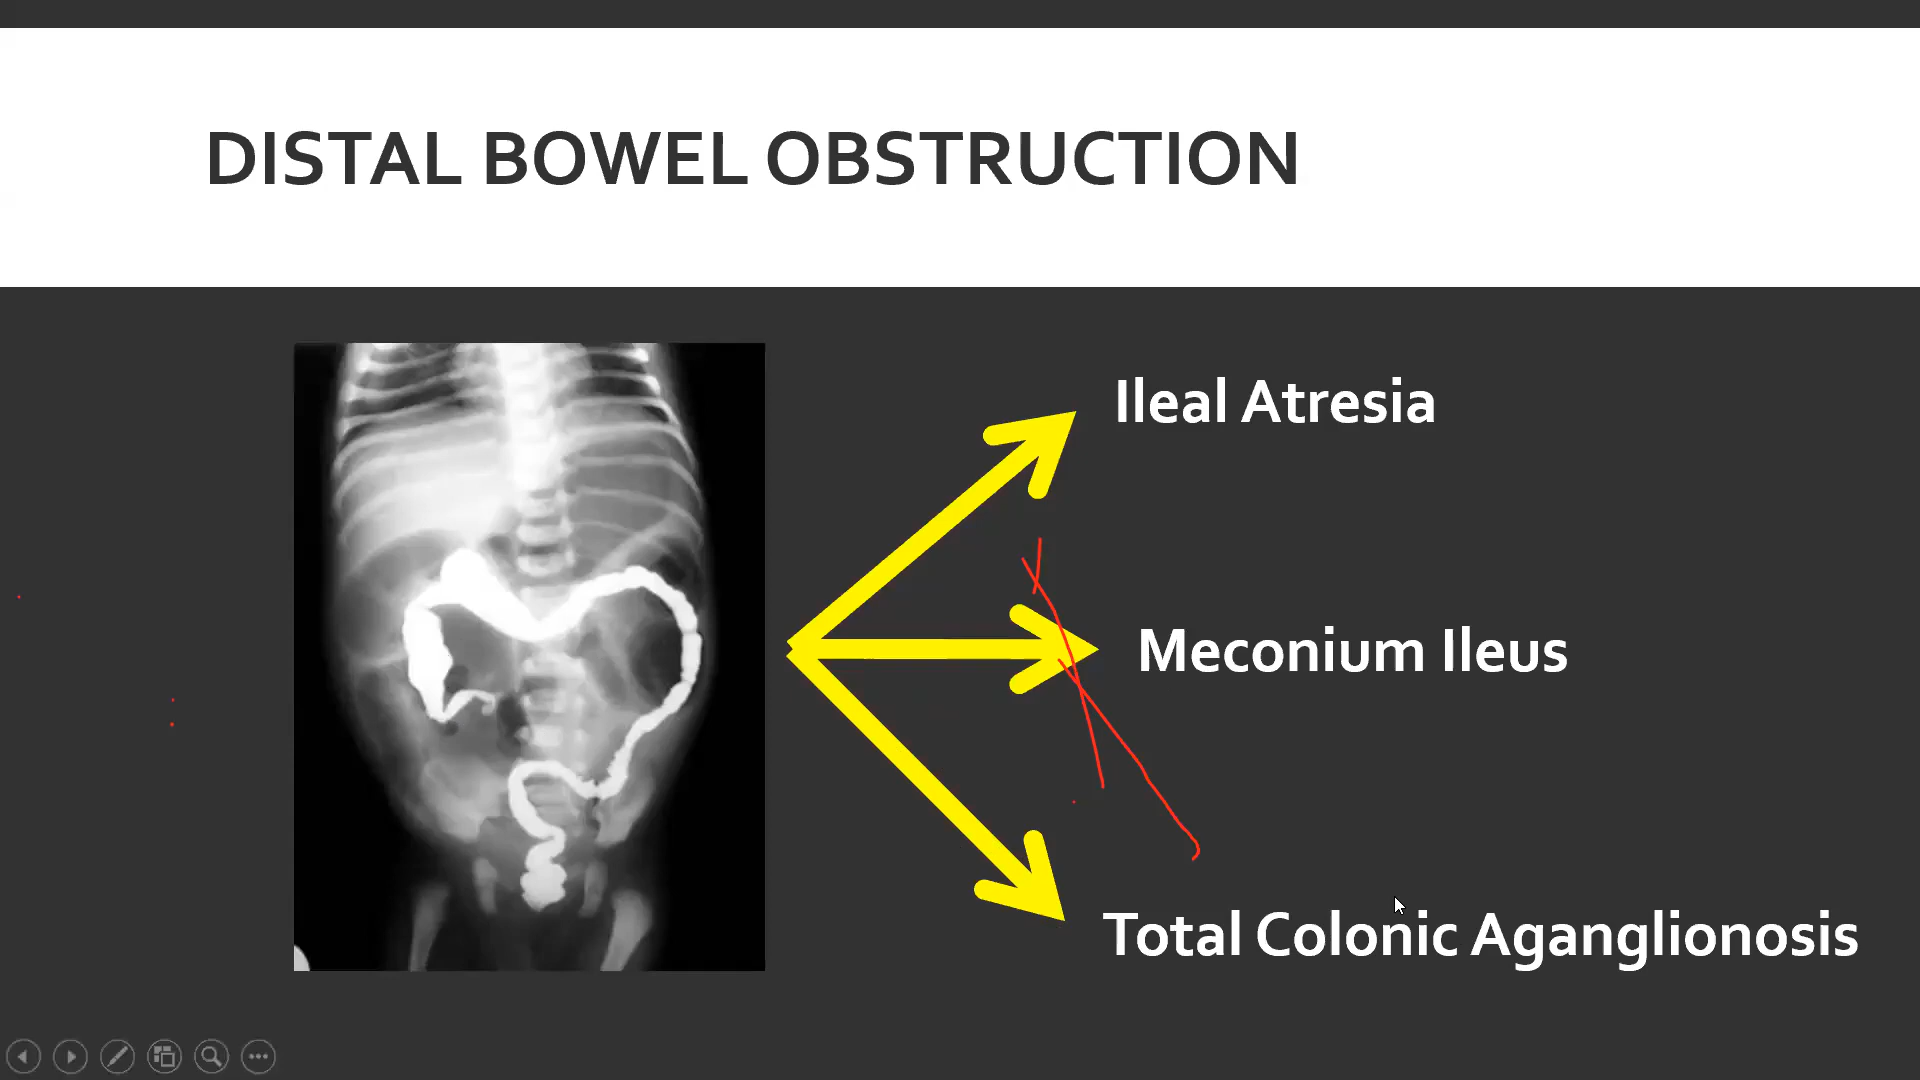 DISTAL BOWEL OBSTRUCTION
Ileal Atresia
Meconium Ileus
Total Colonic Aganglionosis